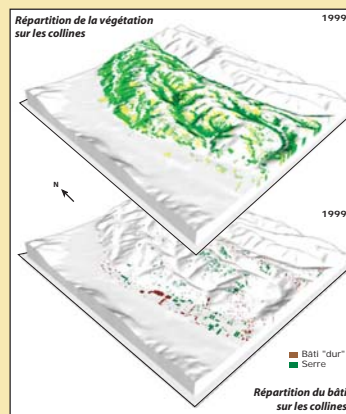 Répartition de la végétation
sur les collines
1999
N
1999
Bâti "dur"
Serre
Répartition du bâti
sur les collines